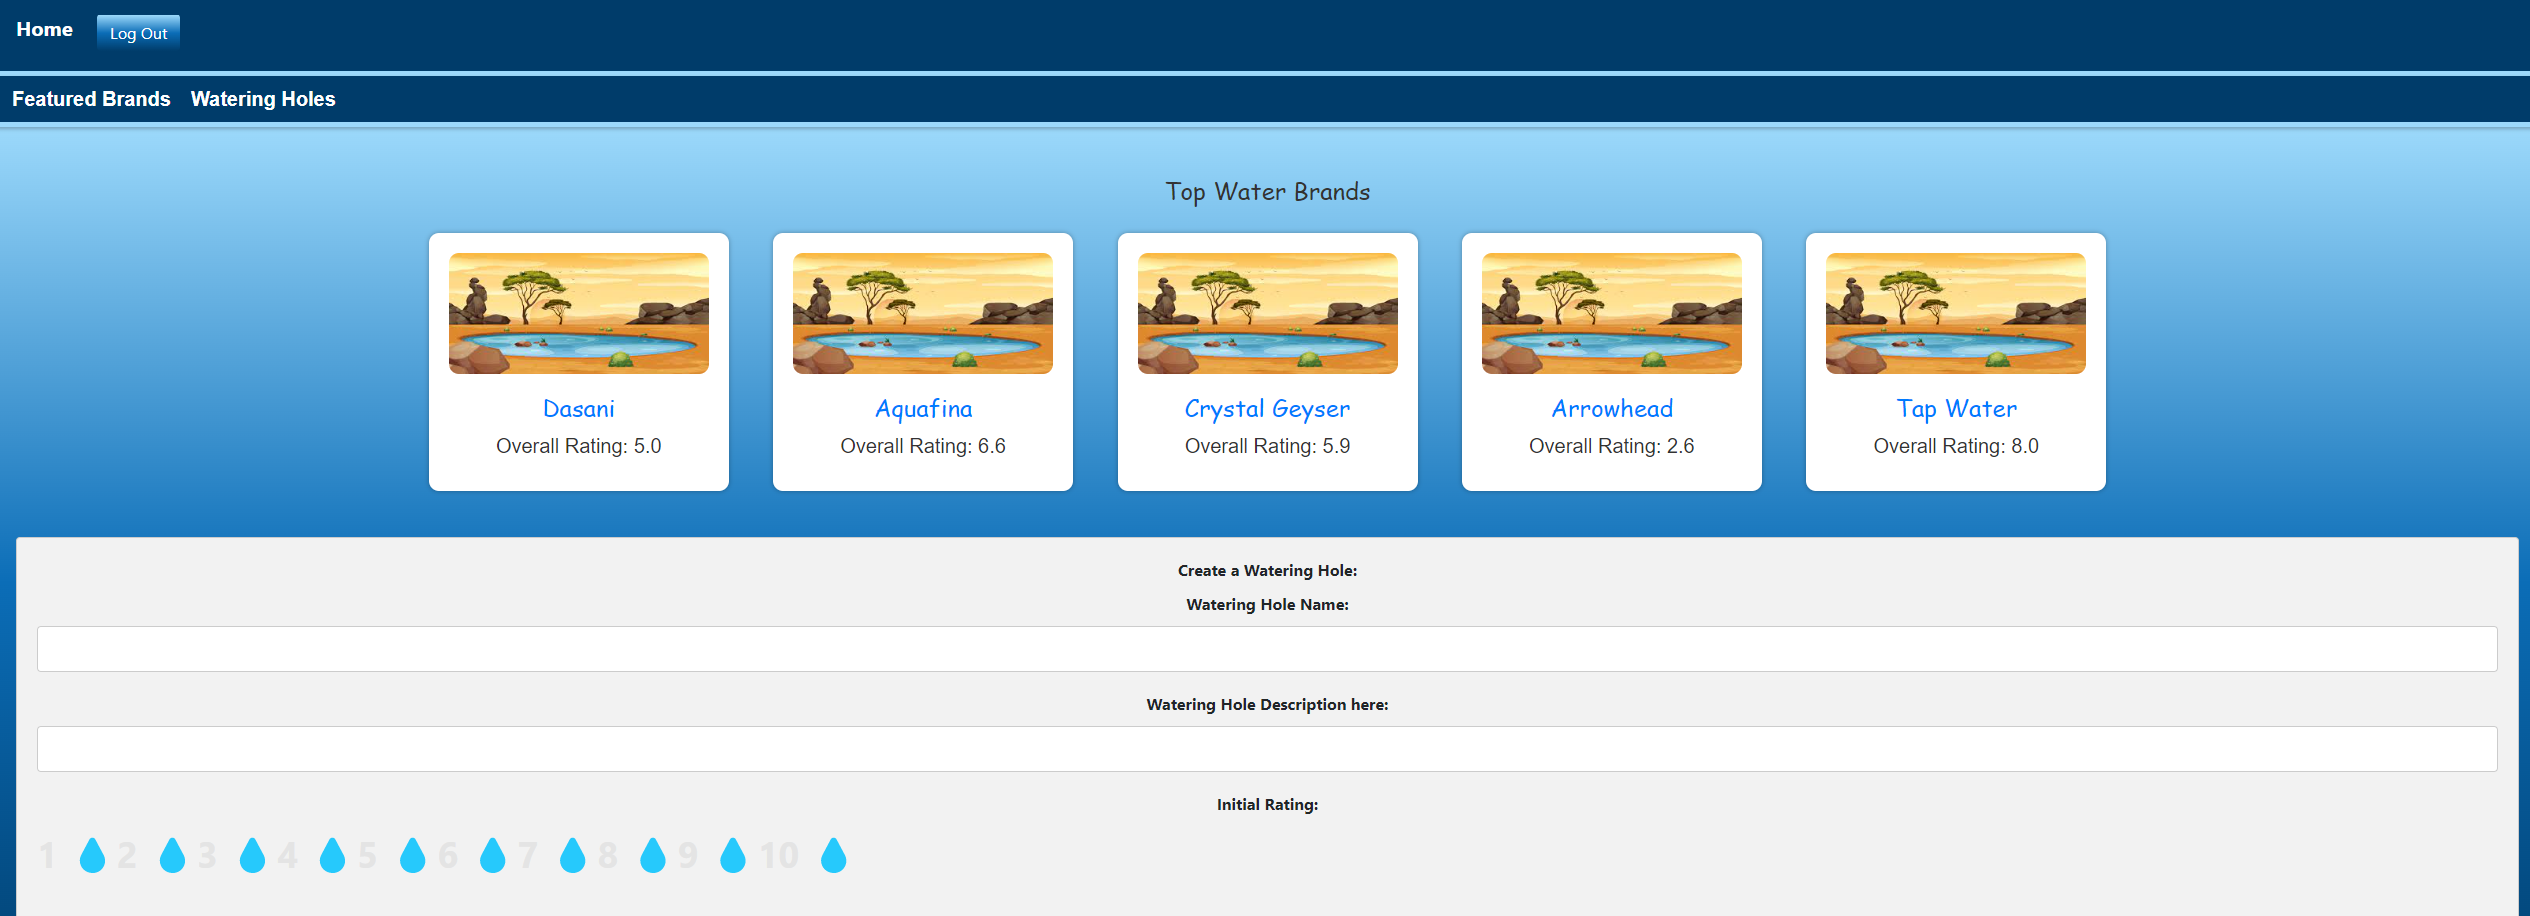 Home Log Out
Featured Brands Watering Holes
Top Water Brands
Dasani
Overall Rating: 5.0
Aquafina
Overall Rating: 6.6
Crystal Geyser
Overall Rating: 5.9
Arrowhead
Overall Rating: 2.6
Tap Water
Overall Rating: 8.0
Create a Watering Hole:
Watering Hole Name:
Watering Hole Description here:
Initial Rating:
1 2 3 4 5 6 7 8 9 10